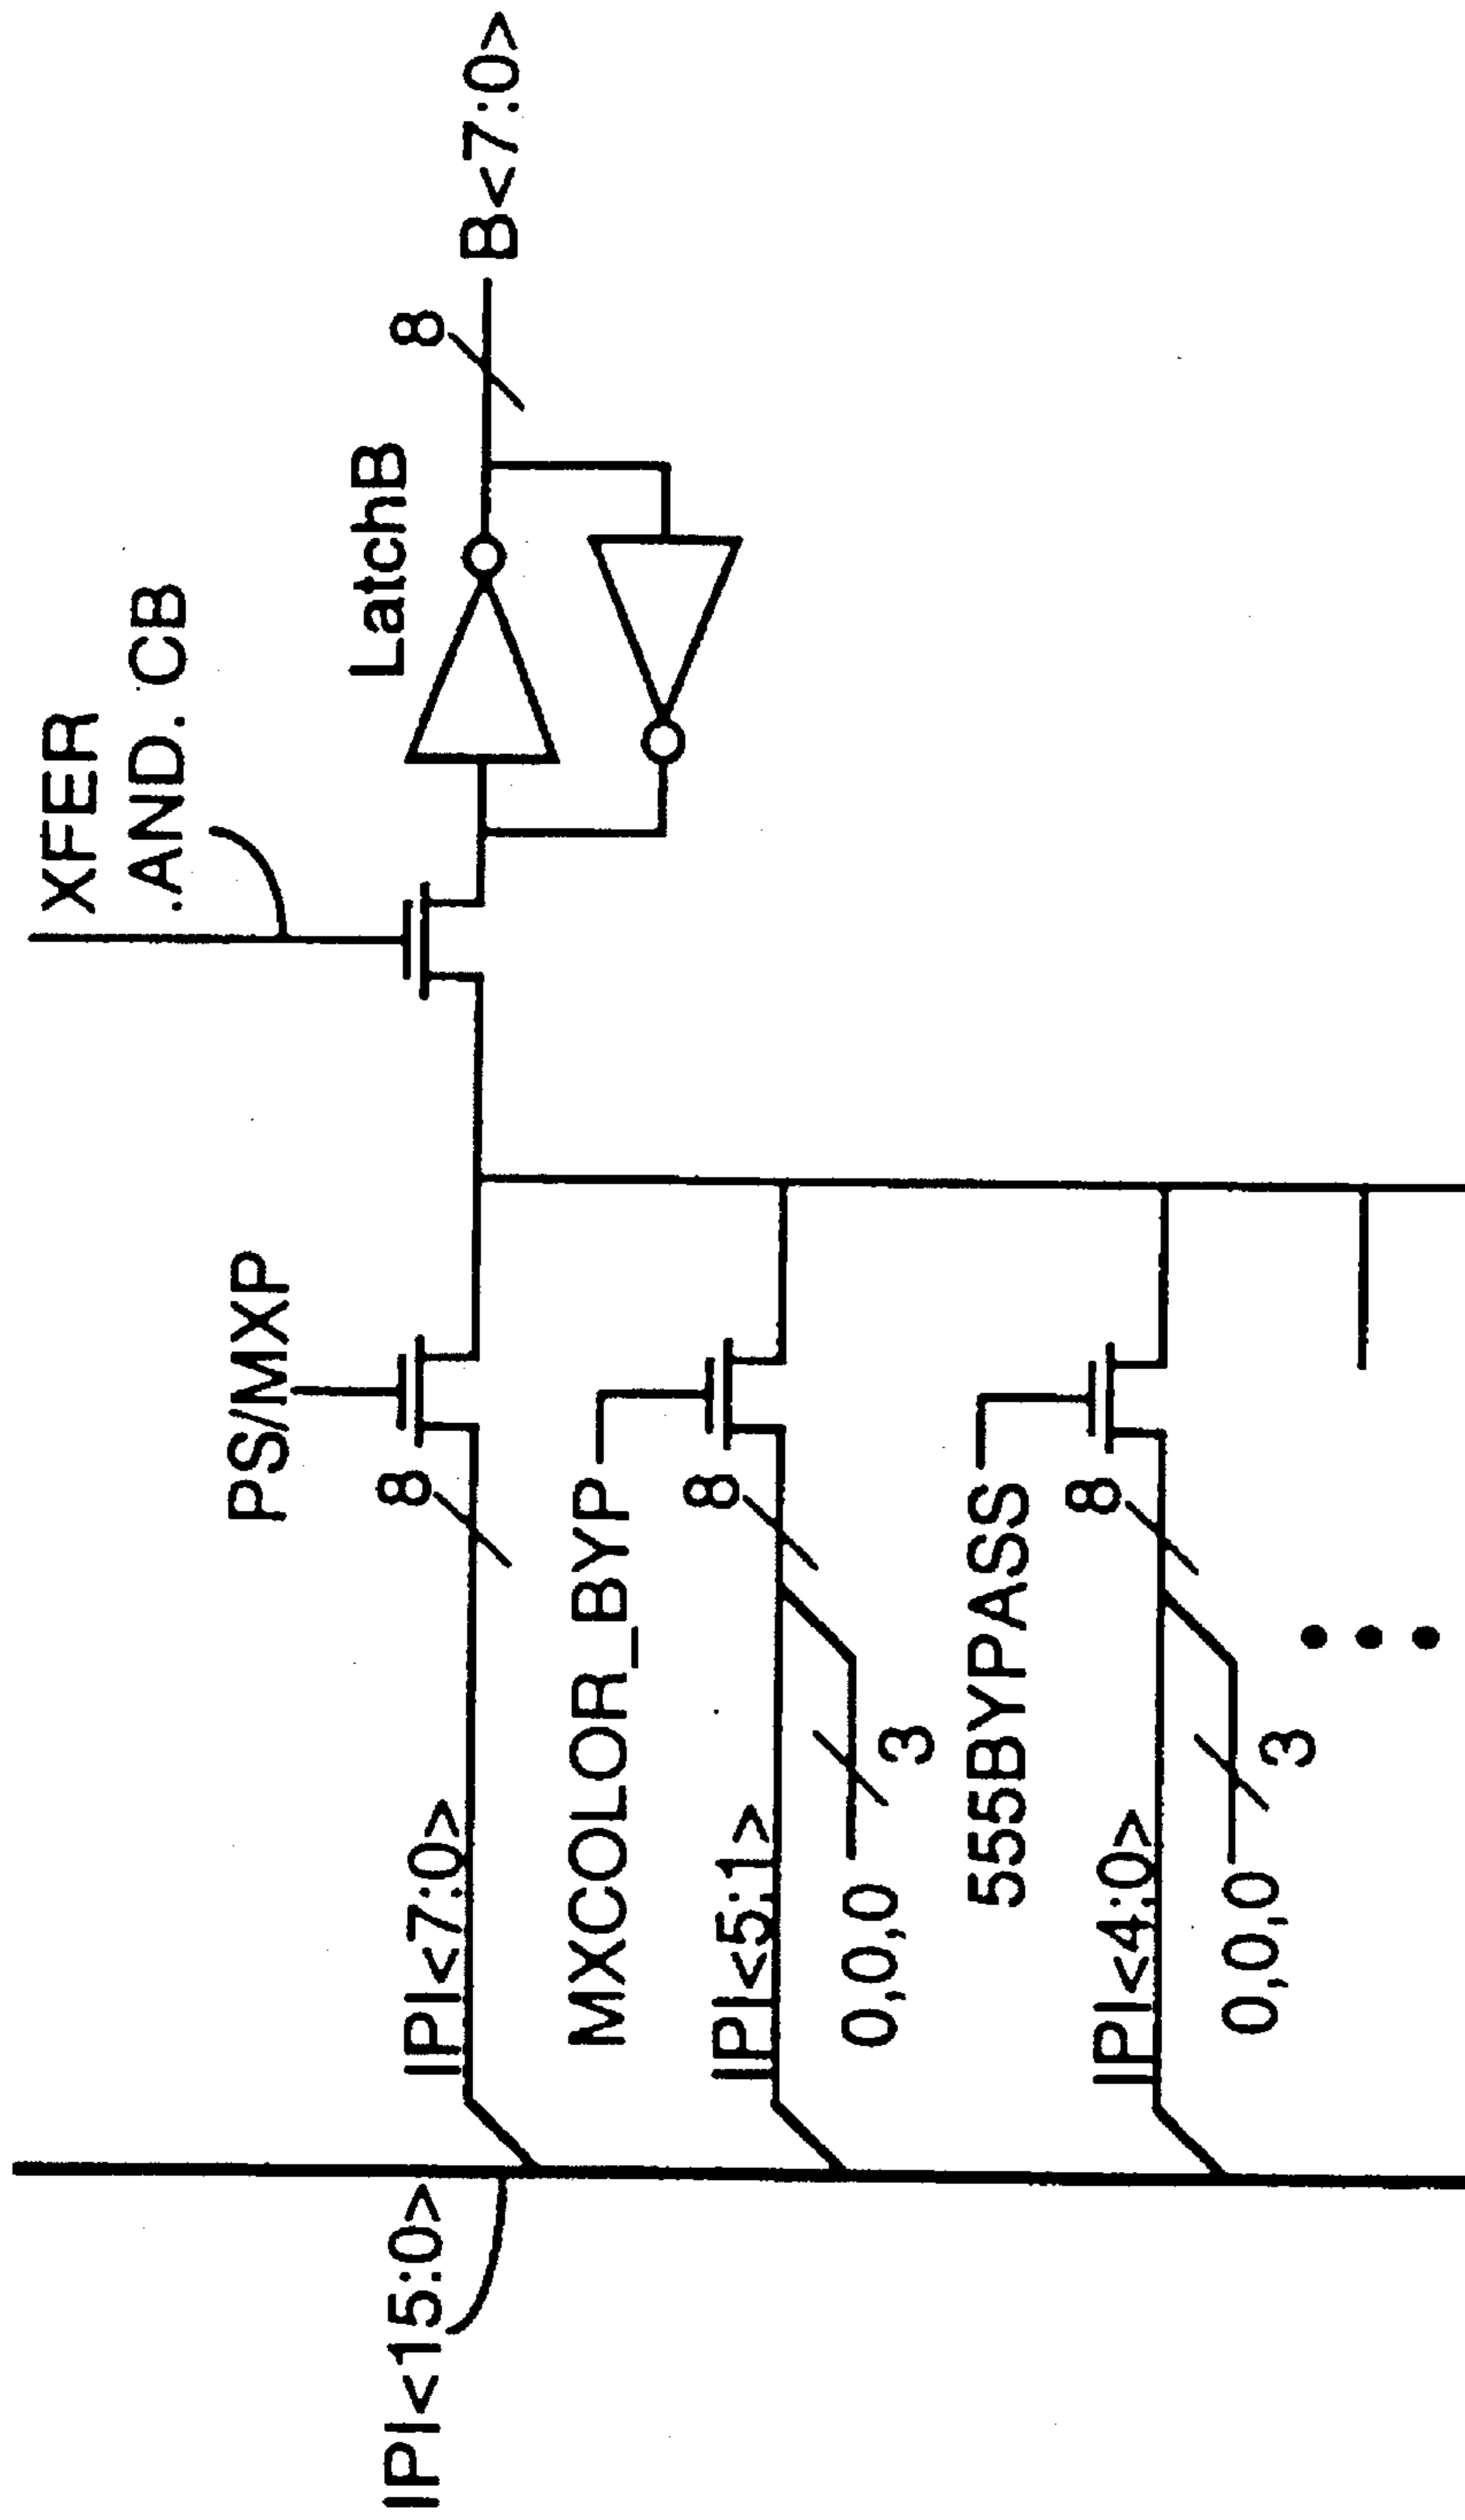 XFER
.AND. CB
LatchB
8
B<7:0>
PS/MXP
8
IPI<7:0>
IPI<15:0>
MXCOLOR_BYP
8
IPI<5:1>
3
0,0,0
555BYPASS
8
IPI<4:0>
3
0,0,0